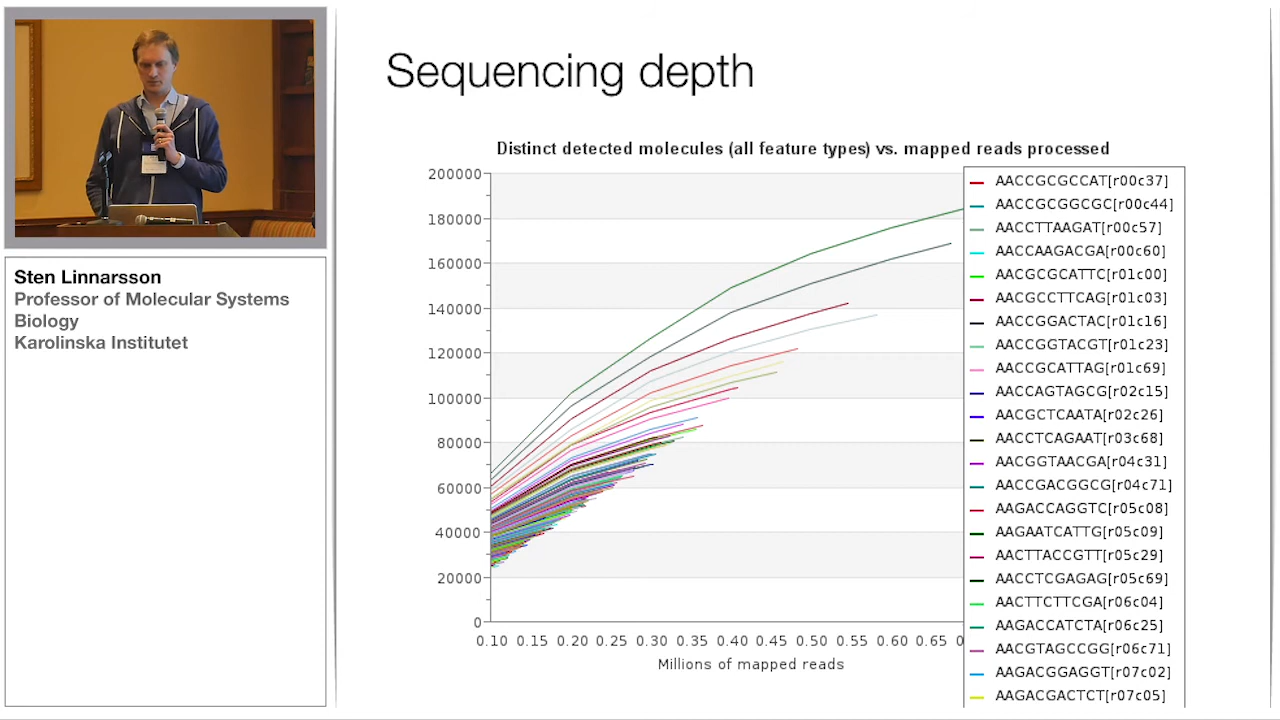 Sequencing depth
Sten Linnarsson
Professor of Molecular Systems
Biology
Karolinska Institutet
Distinct detected molecules (all feature types) vs. mapped reads processed
200000
180000
160000
140000
120000
100000
80000
60000
40000
20000
0
0.10 0.15 0.20 0.25 0.30 0.35 0.40 0.45 0.50 0.55 0.60 0.65 0
Millions of mapped reads
AACCGCGCCAT[r00c37]
AACCGCGGCGC[r00c44]
AACCTTAAGAT[r00c57]
AACCAAGACGA[r00c60]
AACGCGCATTC[r01c00]
AACGCCTTCAG[r01c03]
AACCGGACTAC[r01c16]
AACCGGTACGT[r01c23]
AACCGCATTAG[r01c69]
AACCAGTAGCG[r02c15]
AACGCTCAATA[r02c26]
AACCTCAGAAT[r03c68]
AACGGTAACGA[r04c31]
AACCGACGGCG[r04c71]
AAGACCAGGTC[r05c08]
AAGAATCATTG[r05c09]
AACTTACCGTT[r05c29]
AACCTCGAGAG[r05c69]
AACTTCTTCGA[r06c04]
AAGACCATCTA[r06c25]
AACGTAGCCGG[r06c71]
AAGACGGAGGT[r07c02]
AAGACGACTCT[r07c05]